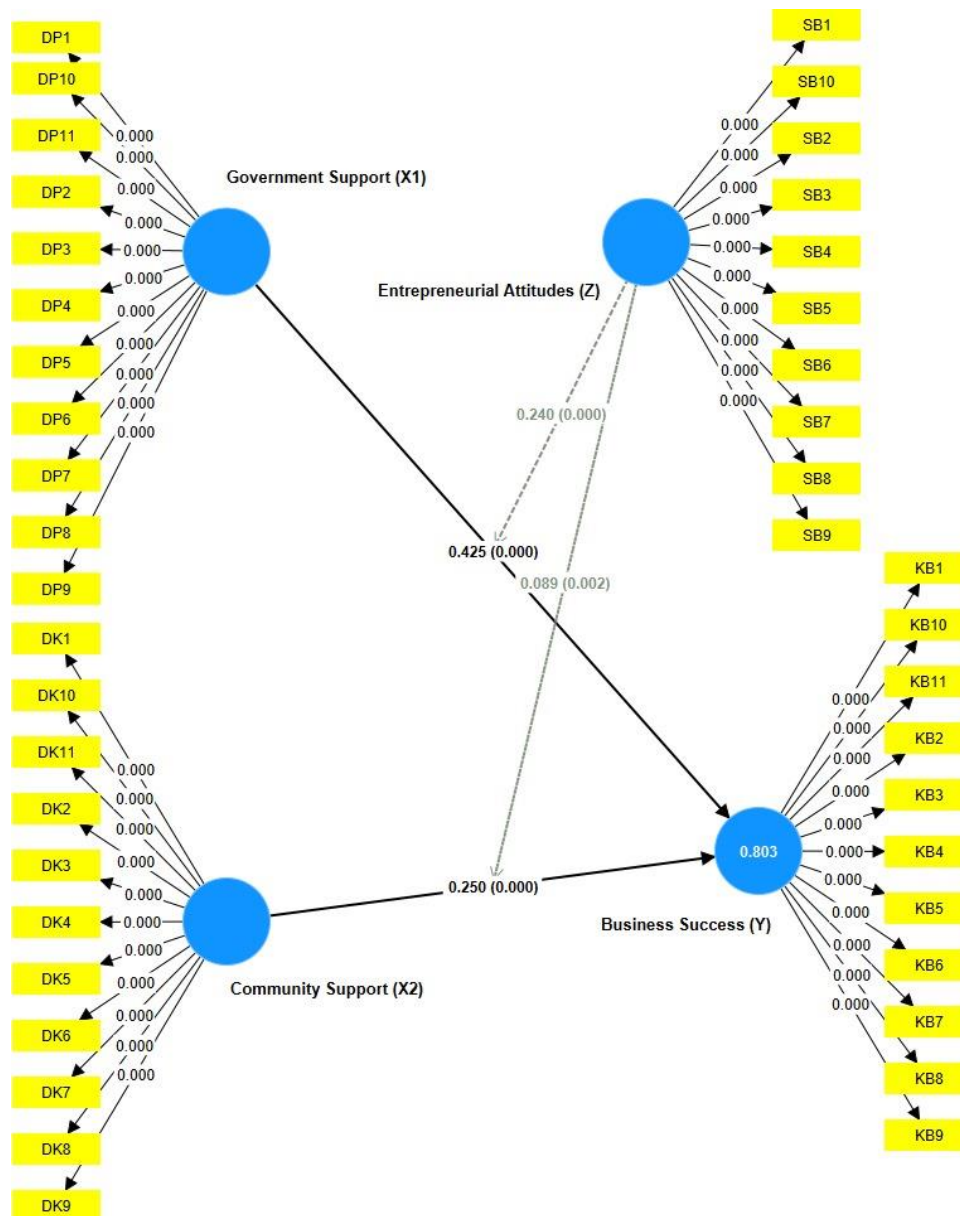 DP1
DP10
DP11
DP2
DP3
DP4
DP5
DP6
DP7
DP8
DP9
0.000
0.000
0.000
0.000
0.000
0.000
0.000
0.000
0.000
0.000
0.000
Government Support (X1)
SB1
SB10
SB2
SB3
SB4
SB5
SB6
SB7
SB8
SB9
0.000
0.000
0.000
0.000
0.000
0.000
0.000
0.000
0.000
0.000
Entrepreneurial Attitudes (Z)
0.240 (0.000)
0.425 (0.000)
0.089 (0.002)
DK1
DK10
DK11
DK2
DK3
DK4
DK5
DK6
DK7
DK8
DK9
0.000
0.000
0.000
0.000
0.000
0.000
0.000
0.000
0.000
0.000
0.000
Community Support (X2)
0.250 (0.000)
KB1
KB10
KB11
KB2
KB3
KB4
KB5
KB6
KB7
KB8
KB9
0.000
0.000
0.000
0.000
0.000
0.000
0.000
0.000
0.000
0.000
0.000
0.803
Business Success (Y)